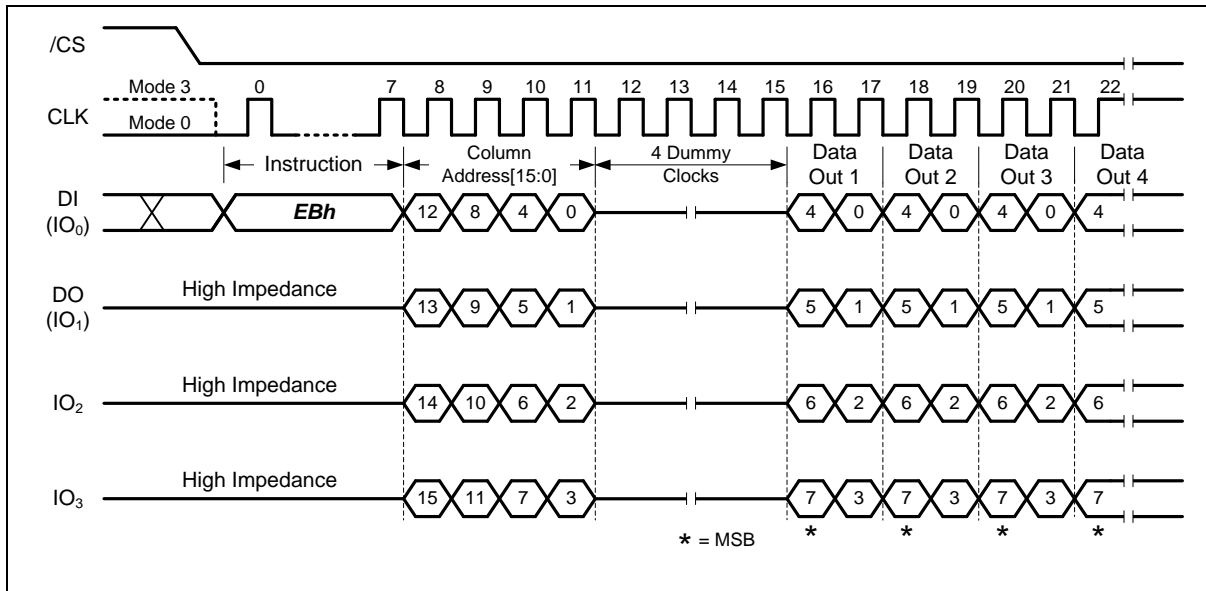 /CS
Mode 3
0 7 8 9 10 11 12 13 14 15 16 17 18 19 20 21 22
CLK
Mode 0
Instruction
Column
Address[15:0]
4 Dummy
Clocks
Data
Out 1
Data
Out 2
Data
Out 3
Data
Out 4
DI
(IO₀)
EBh
12 8 4 0 4 0 4 0 4 0 4
DO
(IO₁)
High Impedance
13 9 5 1 5 1 5 1 5 1 5
IO₂
High Impedance
14 10 6 2 6 2 6 2 6 2 6
IO₃
High Impedance
15 11 7 3 7 3 7 3 7 3 7
* * * *
* = MSB